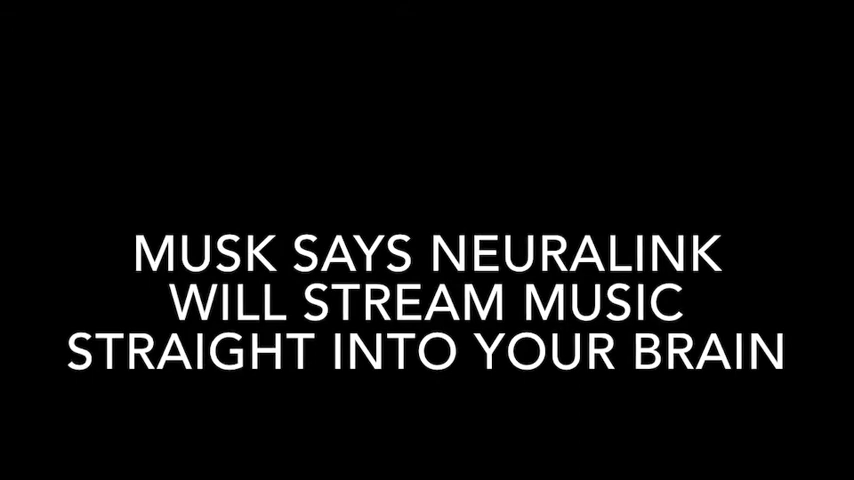 MUSK SAYS NEURALINK
WILL STREAM MUSIC
STRAIGHT INTO YOUR BRAIN